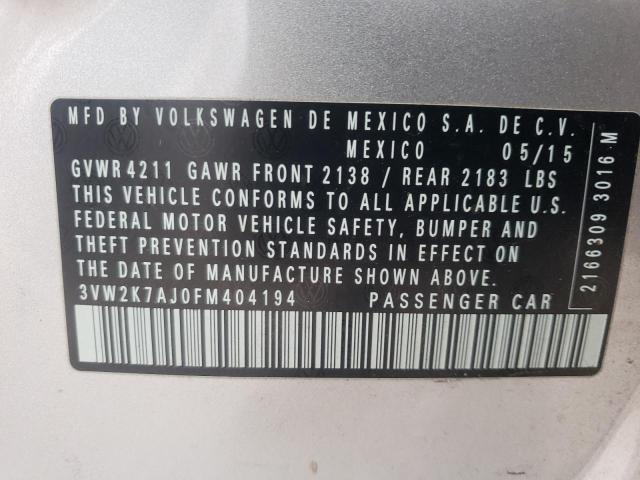 MFD BY VOLKSWAGEN DE MEXICO S.A. DE C.V.
MEXICO 05/15
GVWR 4211 GAWR FRONT 2138 / REAR 2183 LBS
THIS VEHICLE CONFORMS TO ALL APPLICABLE U.S.
FEDERAL MOTOR VEHICLE SAFETY, BUMPER AND
THEFT PREVENTION STANDARDS IN EFFECT ON
THE DATE OF MANUFACTURE SHOWN ABOVE.
3VW2K7AJ0FM404194 PASSENGER CAR
2166309 3016 M